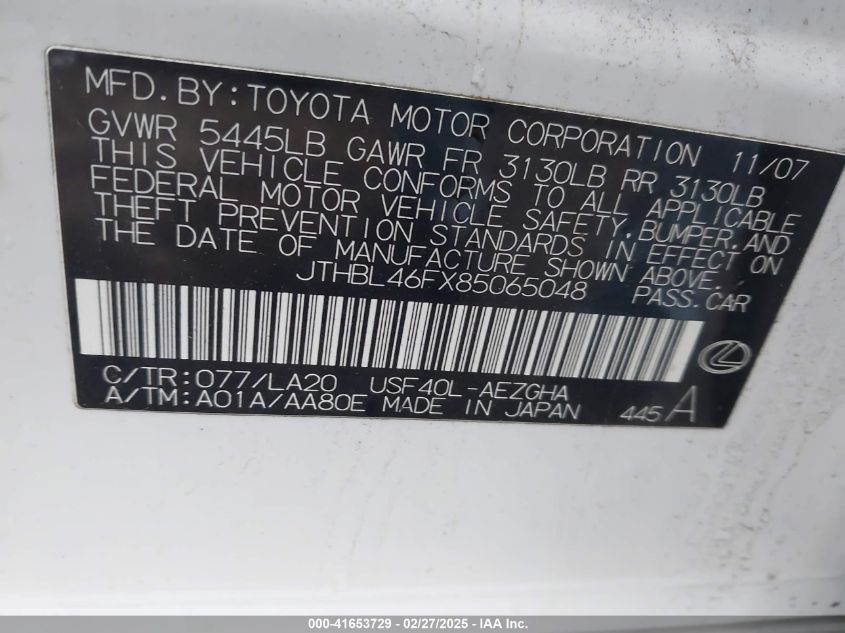 MFD.BY:TOYOTA MOTOR CORPORATION 11/07
GVWR 5445LB GAWR FR 3130LB RR 3130LB
THIS VEHICLE CONFORMS TO ALL APPLICABLE
FEDERAL MOTOR VEHICLE SAFETY,BUMPER,AND
THEFT PREVENTION STANDARDS IN EFFECT ON
THE DATE OF MANUFACTURE SHOWN ABOVE.
JTHBL46FX85065048 PASS.CAR
C/TR:077/LA20 USF40L-AEZGHA
A/TM:A01A/AA80E MADE IN JAPAN 445 A
000-41653729 - 02/27/2025 - IAA Inc.